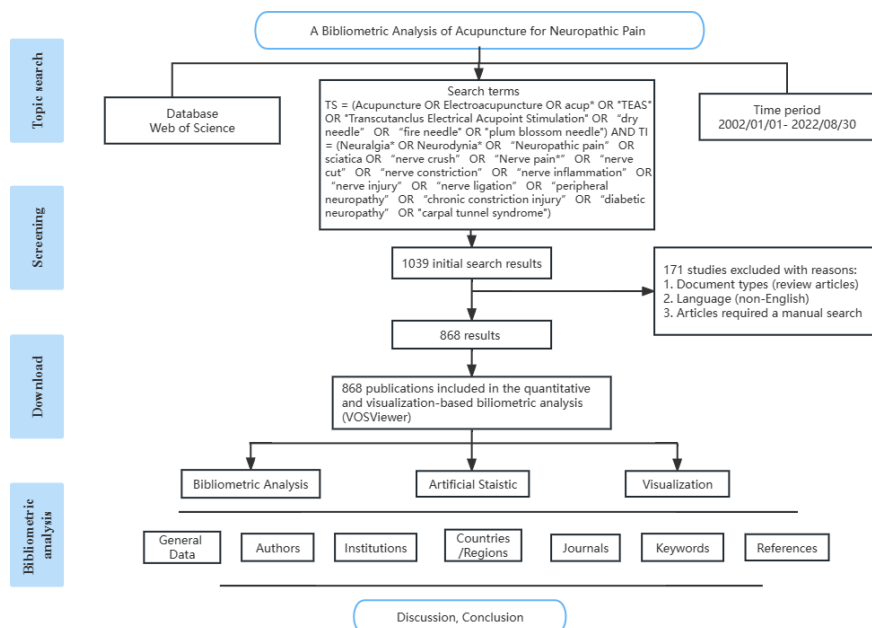 A Bibliometric Analysis of Acupuncture for Neuropathic Pain
Topic search
Database
Web of Science
Search terms
TS = (Acupuncture OR Electroacupuncture OR acup* OR "TEAS"
OR "Transcutanclus Electrical Acupoint Stimulation" OR "dry
needle" OR "fire needle" OR "plum blossom needle") AND TI
= (Neuralgia* OR Neurodynia* OR "Neuropathic pain" OR
sciatica OR "nerve crush" OR "Nerve pain*" OR "nerve
cut" OR "nerve constriction" OR "nerve inflammation" OR
"nerve injury" OR "nerve ligation" OR "peripheral
neuropathy" OR "chronic constriction injury" OR "diabetic
neuropathy" OR "carpal tunnel syndrome")
Time period
2002/01/01- 2022/08/30
Screening
1039 initial search results
171 studies excluded with reasons:
1. Document types (review articles)
2. Language (non-English)
3. Articles required a manual search
868 results
Download
868 publications included in the quantitative
and visualization-based biliometric analysis
(VOSViewer)
Bibliometric Analysis
Artificial Staistic
Visualization
Bibliometric
analysis
General
Data
Authors
Institutions
Countries
/Regions
Journals
Keywords
References
Discussion, Conclusion